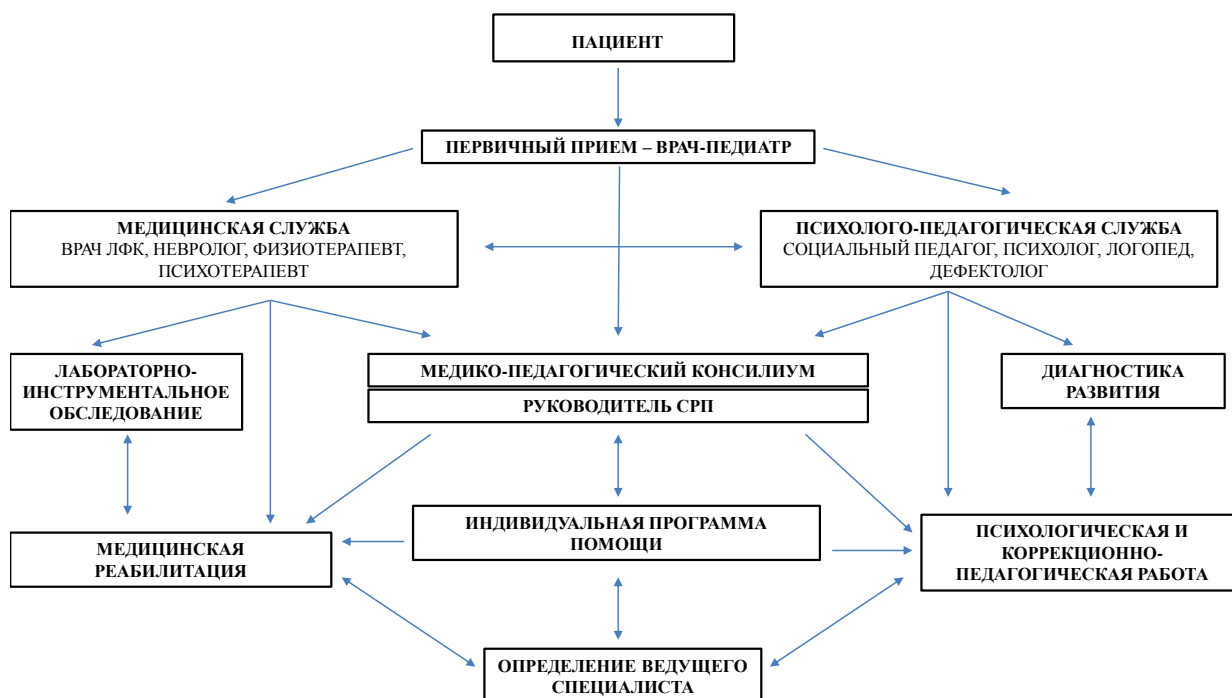 ПАЦИЕНТ
ПЕРВИЧНЫЙ ПРИЕМ – ВРАЧ-ПЕДИАТР
МЕДИЦИНСКАЯ СЛУЖБА
ВРАЧ ЛФК, НЕВРОЛОГ, ФИЗИОТЕРАПЕВТ,
ПСИХОТЕРАПЕВТ
ПСИХОЛОГО-ПЕДАГОГИЧЕСКАЯ СЛУЖБА
СОЦИАЛЬНЫЙ ПЕДАГОГ, ПСИХОЛОГ, ЛОГОПЕД,
ДЕФЕКТОЛОГ
ЛАБОРАТОРНО-
ИНСТРУМЕНТАЛЬНОЕ
ОБСЛЕДОВАНИЕ
МЕДИКО-ПЕДАГОГИЧЕСКИЙ КОНСИЛИУМ
РУКОВОДИТЕЛЬ СРП
ДИАГНОСТИКА
РАЗВИТИЯ
МЕДИЦИНСКАЯ
РЕАБИЛИТАЦИЯ
ИНДИВИДУАЛЬНАЯ ПРОГРАММА
ПОМОЩИ
ПСИХОЛОГИЧЕСКАЯ И
КОРРЕКЦИОННО-
ПЕДАГОГИЧЕСКАЯ РАБОТА
ОПРЕДЕЛЕНИЕ ВЕДУЩЕГО
СПЕЦИАЛИСТА